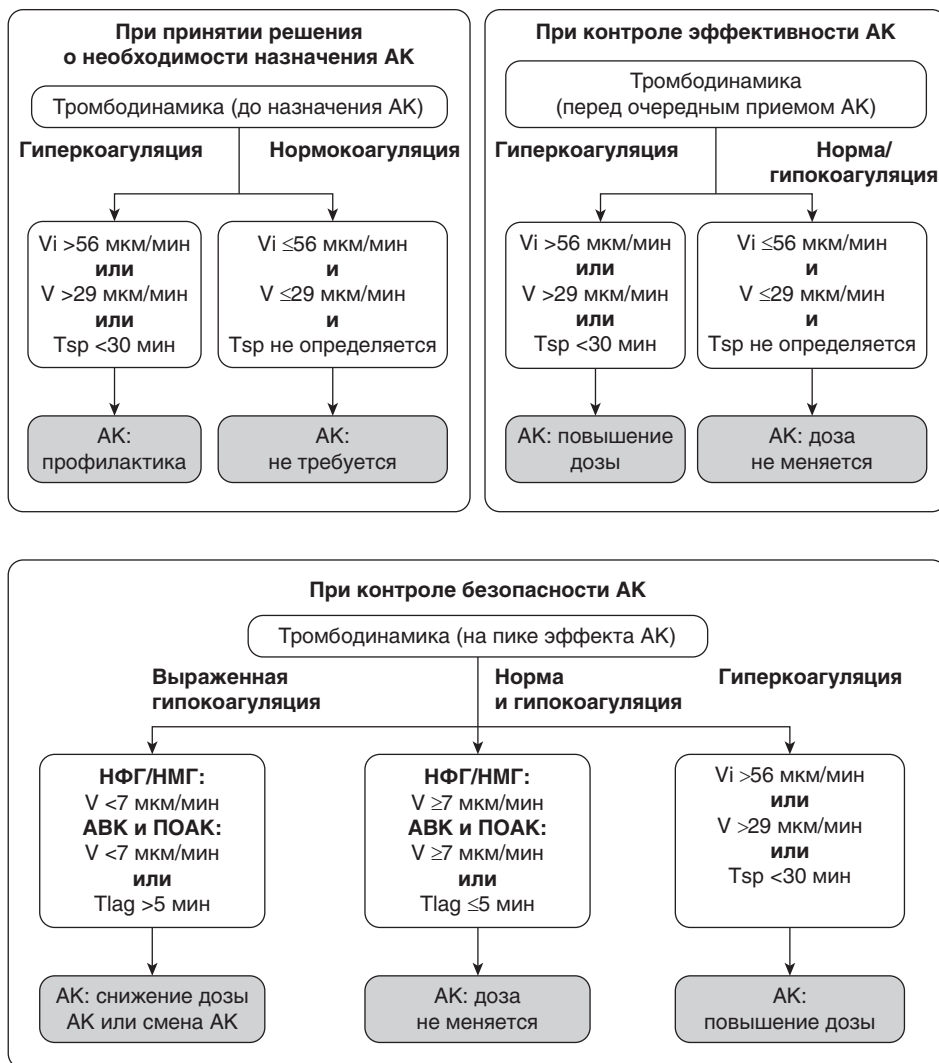 При принятии решения
о необходимости назначения АК
Тромбодинамика (до назначения АК)
Гиперкоагуляция
Нормокоагуляция
Vi >56 мкм/мин
или
V >29 мкм/мин
или
Tsp <30 мин
Vi ≤56 мкм/мин
и
V ≤29 мкм/мин
и
Tsp не определяется
АК:
профилактика
АК:
не требуется
При контроле эффективности АК
Тромбодинамика
(перед очередным приемом АК)
Гиперкоагуляция
Норма/
гипокоагуляция
Vi >56 мкм/мин
или
V >29 мкм/мин
или
Tsp <30 мин
Vi ≤56 мкм/мин
и
V ≤29 мкм/мин
и
Tsp не определяется
АК: повышение
дозы
АК: доза
не меняется
При контроле безопасности АК
Тромбодинамика (на пике эффекта АК)
Выраженная
гипокоагуляция
Норма
и гипокоагуляция
Гиперкоагуляция
НФГ/НМГ:
V <7 мкм/мин
АВК и ПОАК:
V <7 мкм/мин
или
Tlag >5 мин
НФГ/НМГ:
V ≥7 мкм/мин
АВК и ПОАК:
V ≥7 мкм/мин
или
Tlag ≤5 мин
Vi >56 мкм/мин
или
V >29 мкм/мин
или
Tsp <30 мин
АК: снижение дозы
АК или смена АК
АК: доза
не меняется
АК:
повышение дозы